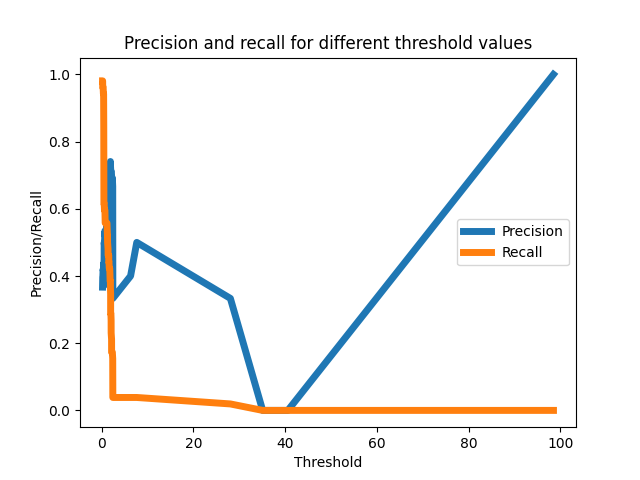 Precision and recall for different threshold values
1.0
0.8
0.6
0.4
0.2
0.0
Precision/Recall
Precision
Recall
0 20 40 60 80 100
Threshold